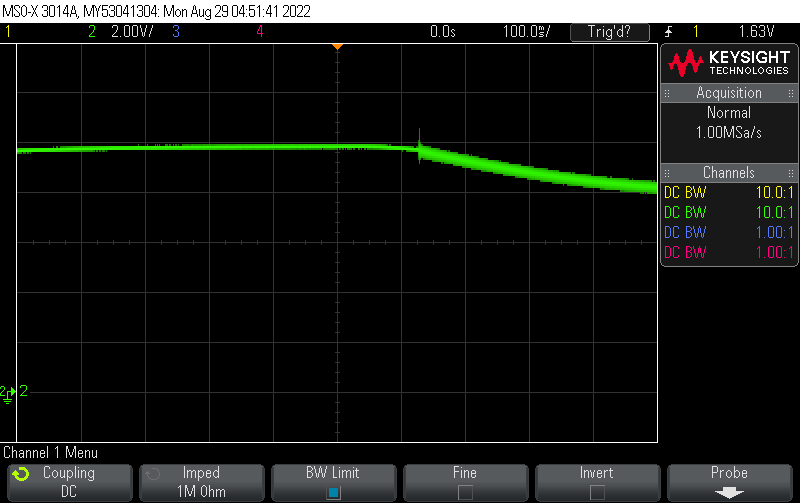 MSO-X 3014A, MY53041304: Mon Aug 29 04:51:41 2022
1 2 2.00V/ 3 4 0.0s 100.0ms/ Trig'd? 1 1.63V
KEYSIGHT
TECHNOLOGIES
Acquisition
Normal
1.00MSa/s
Channels
DC BW 10.0:1
DC BW 10.0:1
DC BW 1.00:1
DC BW 1.00:1
2 2
Channel 1 Menu
Coupling
DC
Imped
1M Ohm
BW Limit
Fine
Invert
Probe